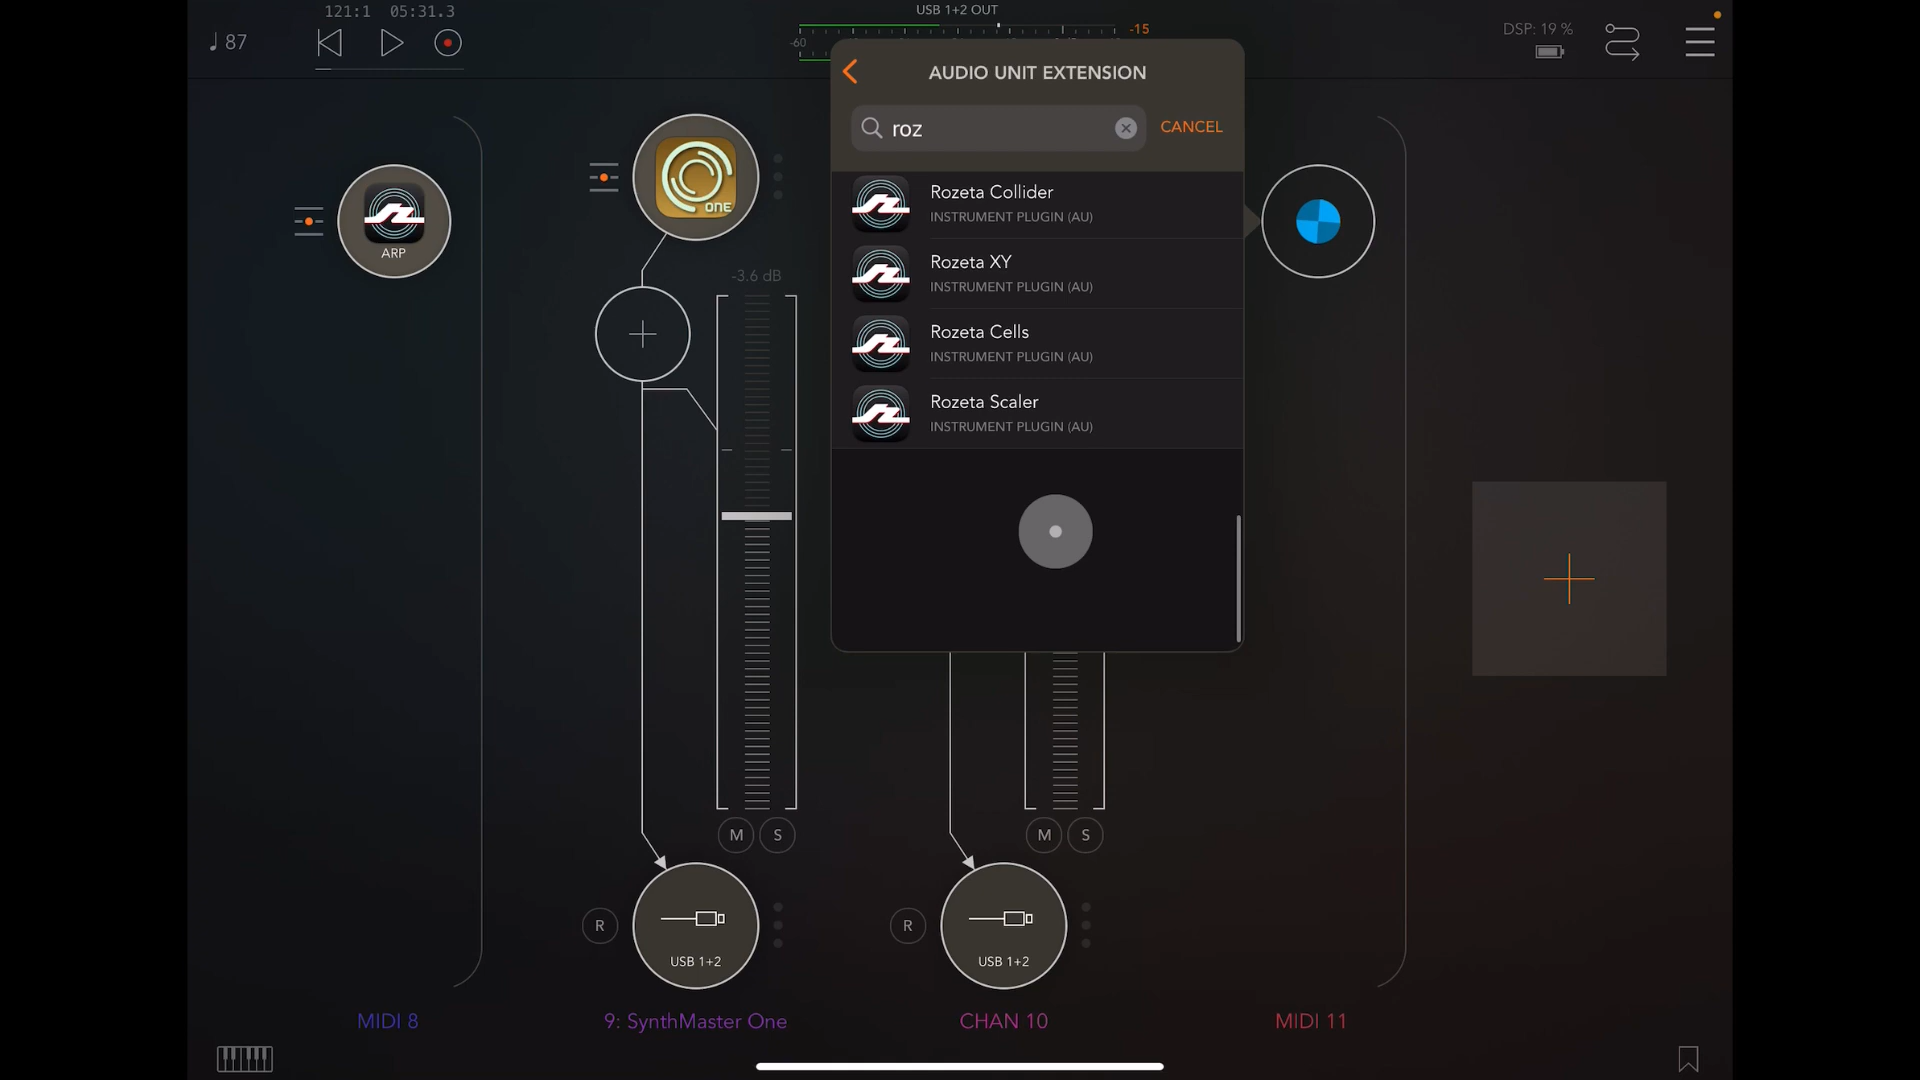 121:1 05:31.3
USB 1+2 OUT
87
-60
-15
DSP: 19 %
AUDIO UNIT EXTENSION
roz
CANCEL
Rozeta Collider
INSTRUMENT PLUGIN (AU)
Rozeta XY
INSTRUMENT PLUGIN (AU)
Rozeta Cells
INSTRUMENT PLUGIN (AU)
Rozeta Scaler
INSTRUMENT PLUGIN (AU)
ARP
ONE
-3.6 dB
M S
M S
R
USB 1+2
R
USB 1+2
MIDI 8
9: SynthMaster One
CHAN 10
MIDI 11